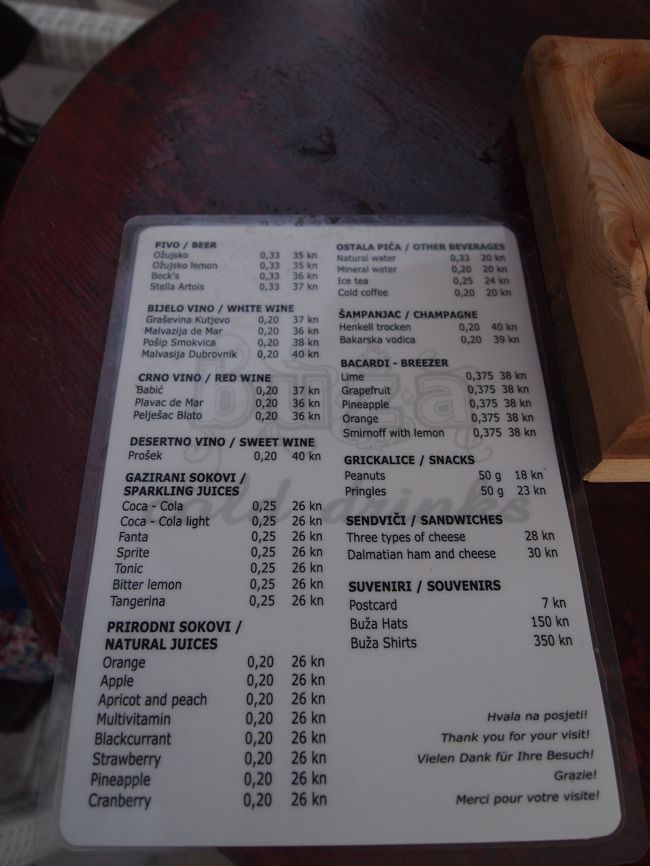 PIVO / BEER
Ožujsko 0,33 35 kn
Ožujsko lemon 0,33 35 kn
Beck's 0,33 36 kn
Stella Artois 0,33 37 kn
BIJELO VINO / WHITE WINE
Graševina Kutjevo 0,20 37 kn
Malvazija de Mar 0,20 36 kn
Pošip Smokvica 0,20 38 kn
Malvasija Dubrovnik 0,20 40 kn
CRNO VINO / RED WINE
Babić 0,20 37 kn
Plavac de Mar 0,20 36 kn
Pelješac Blato 0,20 36 kn
DESERTNO VINO / SWEET WINE
Prošek 0,20 40 kn
GAZIRANI SOKOVI /
SPARKLING JUICES
Coca - Cola 0,25 26 kn
Coca - Cola light 0,25 26 kn
Fanta 0,25 26 kn
Sprite 0,25 26 kn
Tonic 0,25 26 kn
Bitter lemon 0,25 26 kn
Tangerina 0,25 26 kn
PRIRODNI SOKOVI /
NATURAL JUICES
Orange 0,20 26 kn
Apple 0,20 26 kn
Apricot and peach 0,20 26 kn
Multivitamin 0,20 26 kn
Blackcurrant 0,20 26 kn
Strawberry 0,20 26 kn
Pineapple 0,20 26 kn
Cranberry 0,20 26 kn
OSTALA PIĆA / OTHER BEVERAGES
Natural water 0,33 20 kn
Mineral water 0,20 20 kn
Ice tea 0,25 24 kn
Cold coffee 0,20 20 kn
ŠAMPANJAC / CHAMPAGNE
Henkell trocken 0,20 40 kn
Bakarska vodica 0,20 39 kn
BACARDI - BREEZER
Lime 0,375 38 kn
Grapefruit 0,375 38 kn
Pineapple 0,375 38 kn
Orange 0,375 38 kn
Smirnoff with lemon 0,375 38 kn
GRICKALICE / SNACKS
Peanuts 50 g 18 kn
Pringles 50 g 23 kn
SENDVIČI / SANDWICHES
Three types of cheese 28 kn
Dalmatian ham and cheese 30 kn
SUVENIRI / SOUVENIRS
Postcard 7 kn
Buža Hats 150 kn
Buža Shirts 350 kn
Hvala na posjeti!
Thank you for your visit!
Vielen Dank für Ihre Besuch!
Grazie!
Merci pour votre visite!
buža
cold drinks